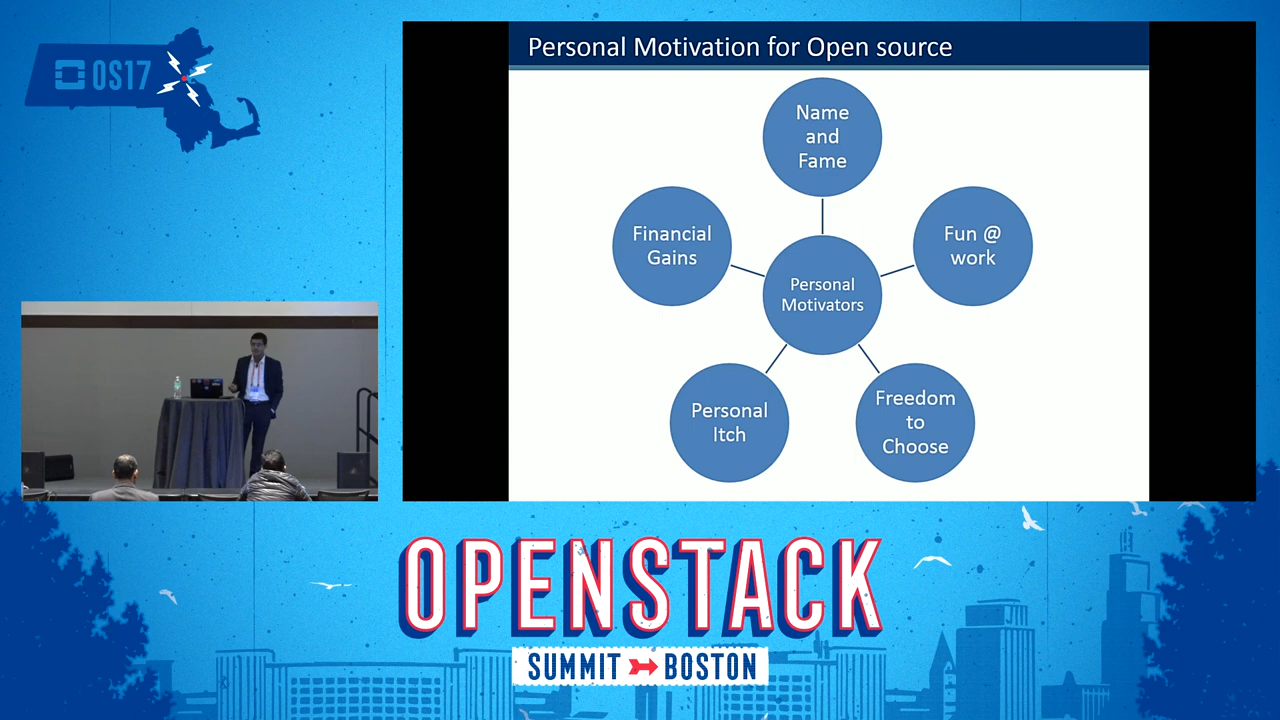 OS17
Personal Motivation for Open source
Name
and
Fame
Financial
Gains
Fun @
work
Personal
Motivators
Personal
Itch
Freedom
to
Choose
OPENSTACK
SUMMIT BOSTON